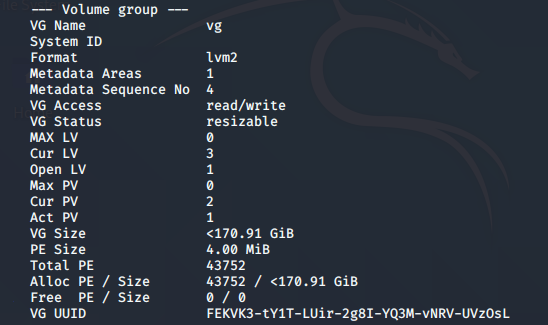 --- Volume group ---
VG Name vg
System ID
Format lvm2
Metadata Areas 1
Metadata Sequence No 4
VG Access read/write
VG Status resizable
MAX LV 0
Cur LV 3
Open LV 1
Max PV 0
Cur PV 2
Act PV 1
VG Size <170.91 GiB
PE Size 4.00 MiB
Total PE 43752
Alloc PE / Size 43752 / <170.91 GiB
Free PE / Size 0 / 0
VG UUID FEKVK3-tY1T-LUir-2g8I-YQ3M-vNRV-UVzOsL